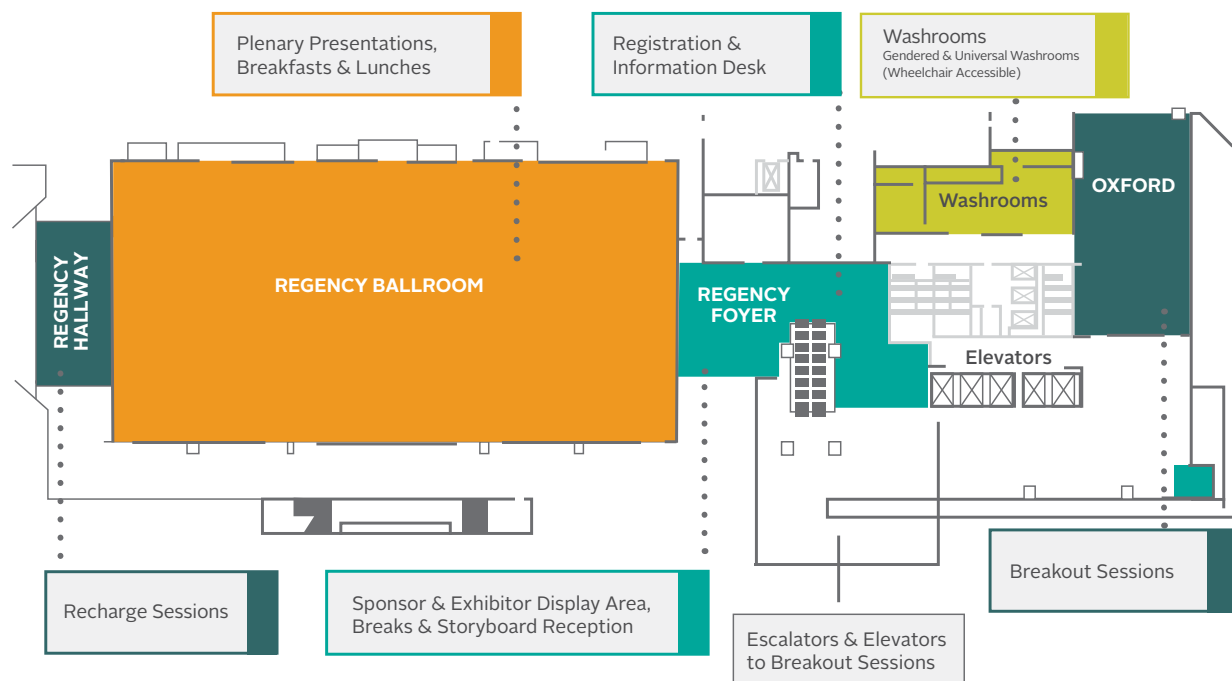 Plenary Presentations,
Breakfasts & Lunches
Registration &
Information Desk
Washrooms
Gendered & Universal Washrooms
(Wheelchair Accessible)
OXFORD
Washrooms
REGENCY
HALLWAY
REGENCY BALLROOM
REGENCY
FOYER
Elevators
Recharge Sessions
Sponsor & Exhibitor Display Area,
Breaks & Storyboard Reception
Escalators & Elevators
to Breakout Sessions
Breakout Sessions